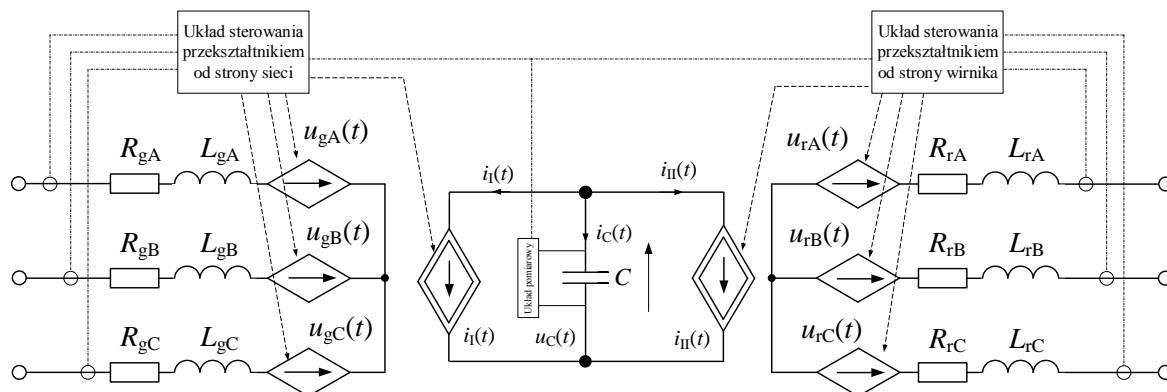 Układ sterowania
przekształtnikiem
od strony sieci
Układ sterowania
przekształtnikiem
od strony wirnika
R_gA L_gA u_gA(t)
R_gB L_gB u_gB(t)
R_gC L_gC u_gC(t)
i_I(t) i_II(t)
i_C(t)
Układ pomiarowy
C
i_I(t) u_C(t) i_II(t)
u_rA(t) R_rA L_rA
u_rB(t) R_rB L_rB
u_rC(t) R_rC L_rC